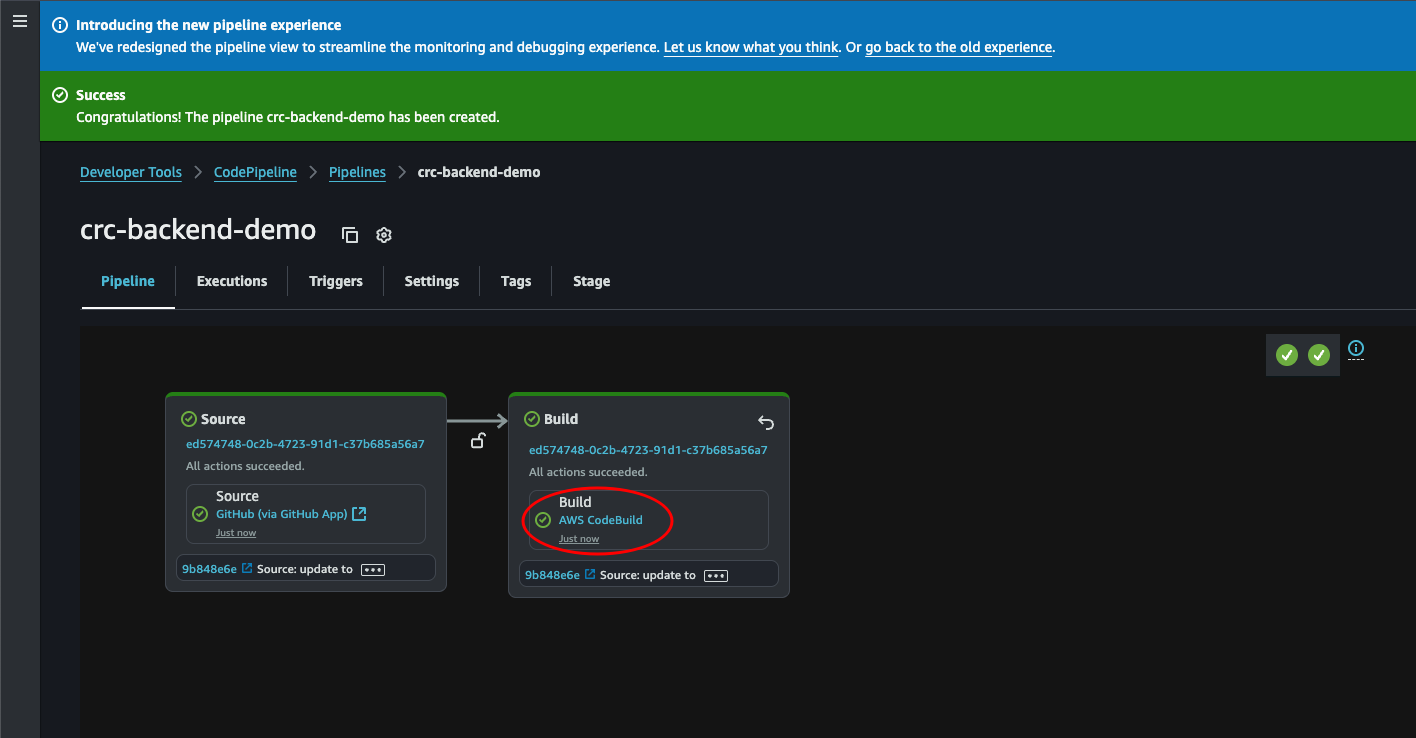 Introducing the new pipeline experience
We've redesigned the pipeline view to streamline the monitoring and debugging experience. Let us know what you think. Or go back to the old experience.
Success
Congratulations! The pipeline crc-backend-demo has been created.
Developer Tools > CodePipeline > Pipelines > crc-backend-demo
crc-backend-demo
Pipeline Executions Triggers Settings Tags Stage
Source
ed574748-0c2b-4723-91d1-c37b685a56a7
All actions succeeded.
Source
GitHub (via GitHub App)
Just now
9b848e6e Source: update to
Build
ed574748-0c2b-4723-91d1-c37b685a56a7
All actions succeeded.
Build
AWS CodeBuild
Just now
9b848e6e Source: update to